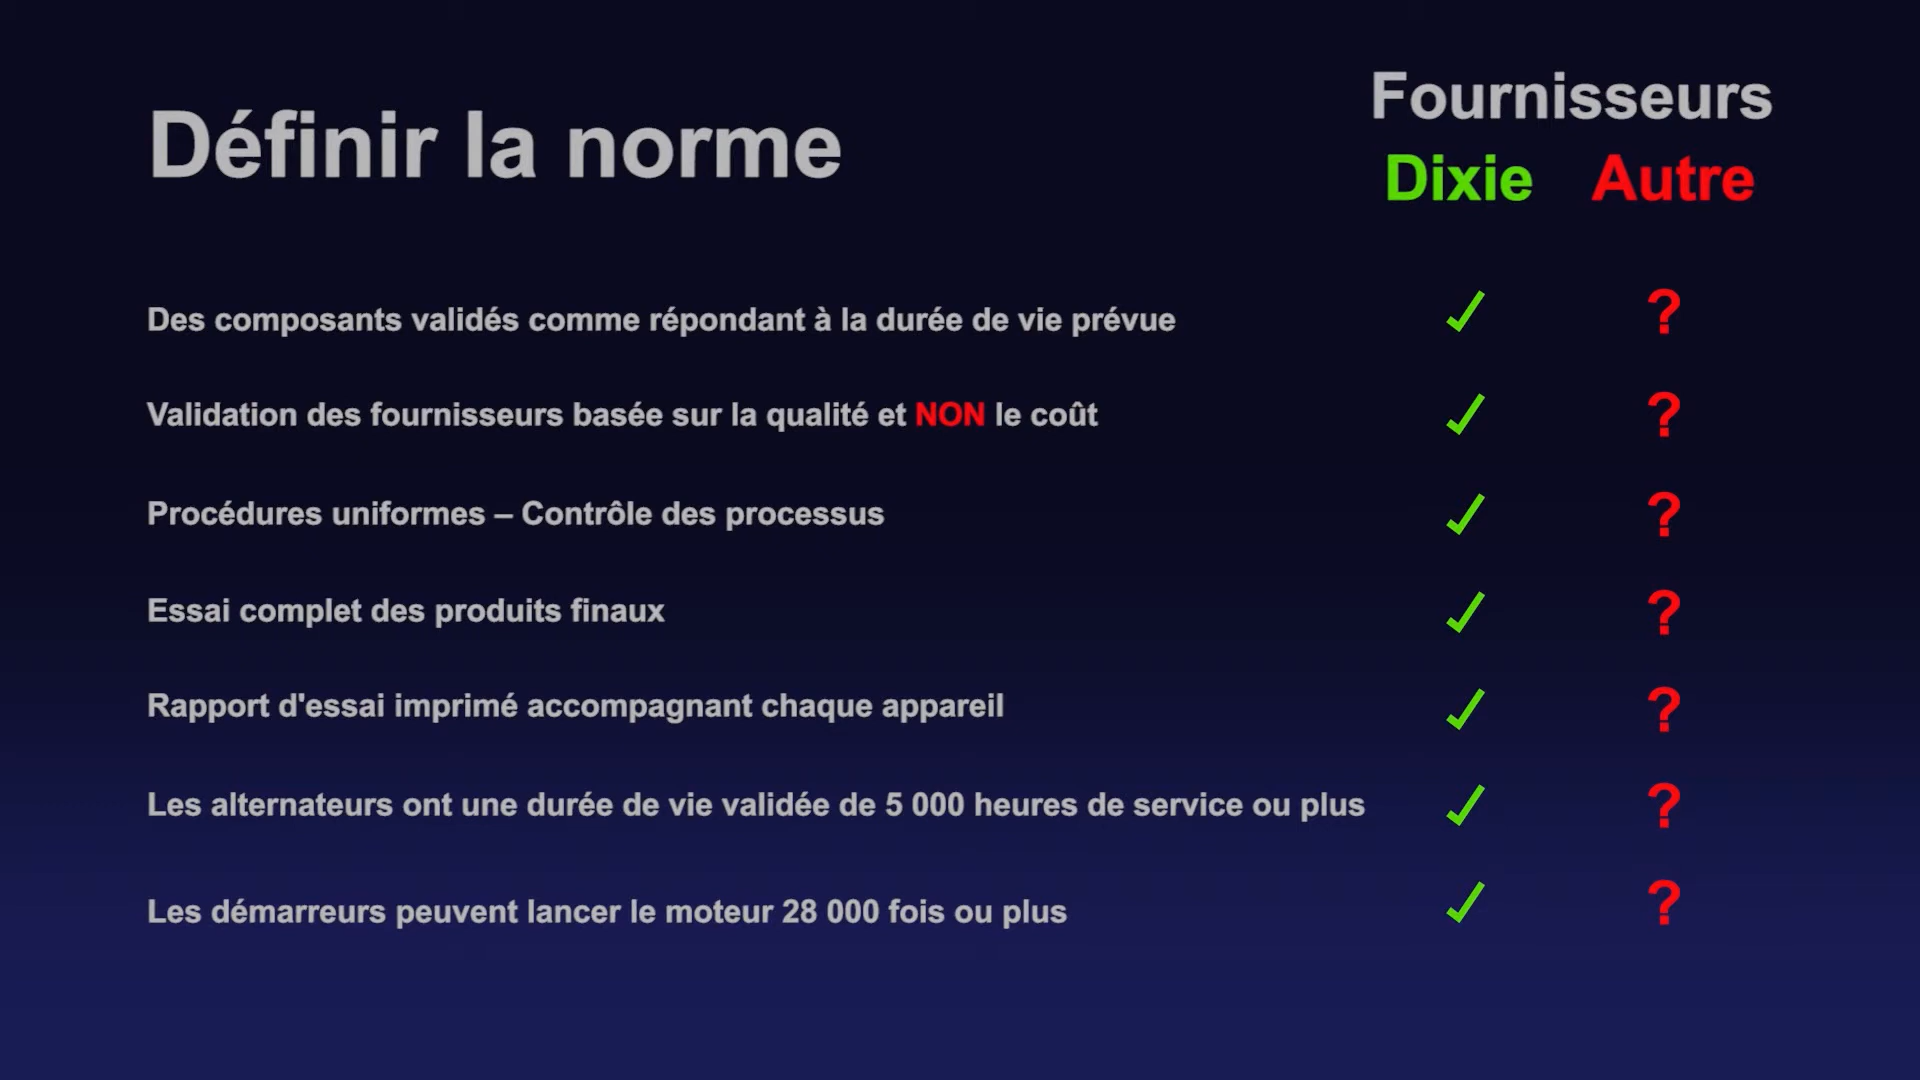 Définir la norme
Fournisseurs
Dixie Autre
Des composants validés comme répondant à la durée de vie prévue ✓ ?
Validation des fournisseurs basée sur la qualité et NON le coût ✓ ?
Procédures uniformes – Contrôle des processus ✓ ?
Essai complet des produits finaux ✓ ?
Rapport d'essai imprimé accompagnant chaque appareil ✓ ?
Les alternateurs ont une durée de vie validée de 5 000 heures de service ou plus ✓ ?
Les démarreurs peuvent lancer le moteur 28 000 fois ou plus ✓ ?